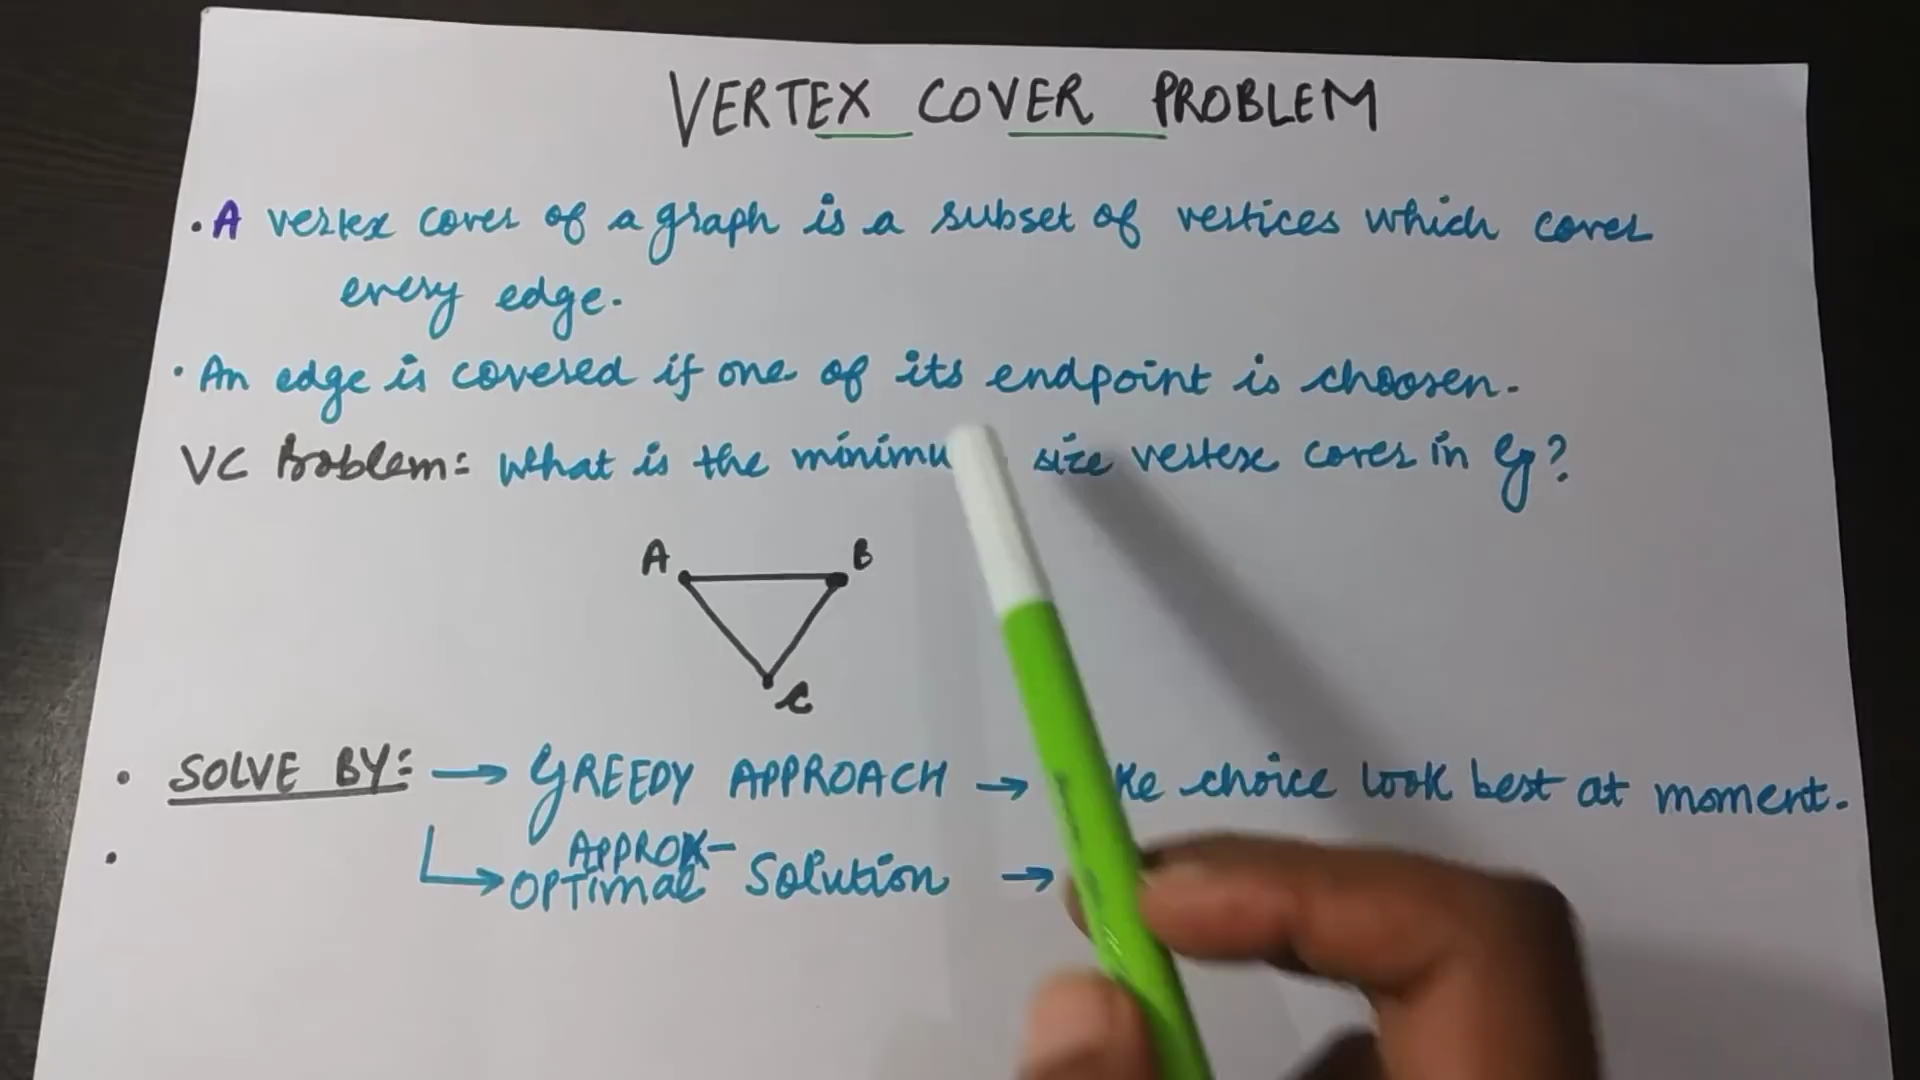 VERTEX COVER PROBLEM
• A vertex cover of a graph is a subset of vertices which cover
every edge.
• An edge is covered if one of its endpoint is choosen.
VC Problem: What is the size vertex cover in G?
A B
C
• SOLVE BY: → GREEDY APPROACH → choice look best at moment.
• APPROX-
OPTimal Solution →